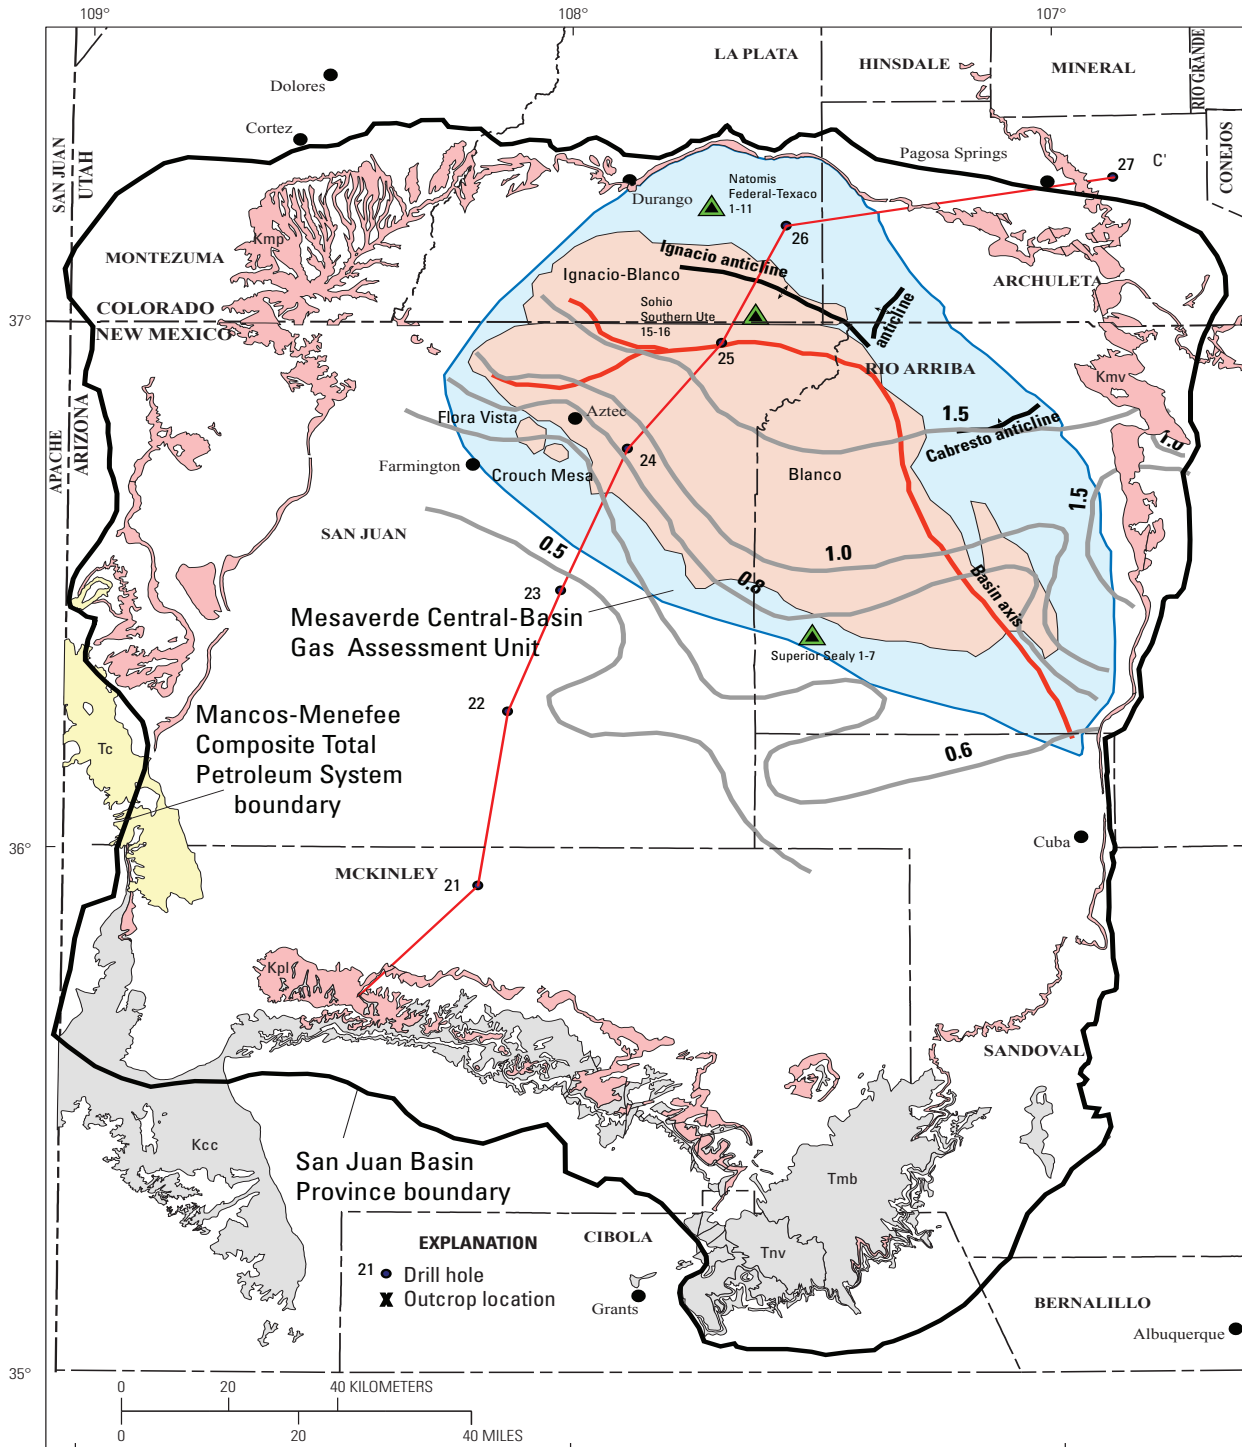 109°
108°
107°
LA PLATA
HINSDALE
MINERAL
RIO GRANDE
Dolores
Cortez
SAN JUAN
UTAH
CONEJOS
Pagosa Springs
27
C'
Natomis
Federal-Texaco
1-11
Durango
26
Kmp
MONTEZUMA
Ignacio anticline
Ignacio-Blanco
ARCHULETA
anticline
COLORADO
NEW MEXICO
37°
Sohio
Southern Ute
15-16
25
RIO ARRIBA
Kmv
APACHE
ARIZONA
Flora Vista
Aztec
1.5
Cabresto anticline
1.0
Farmington
24
Crouch Mesa
Blanco
1.5
SAN JUAN
0.5
1.0
0.8
Basin axis
23
Mesaverde Central-Basin
Gas Assessment Unit
Superior Sealy 1-7
22
Mancos-Menefee
Composite Total
Petroleum System
boundary
Tc
0.6
36°
Cuba
MCKINLEY
21
Kpl
SANDOVAL
Kcc
San Juan Basin
Province boundary
Tmb
Tnv
EXPLANATION
21 Drill hole
X Outcrop location
CIBOLA
Grants
BERNALILLO
Albuquerque
35°
0 20 40 KILOMETERS
0 20 40 MILES